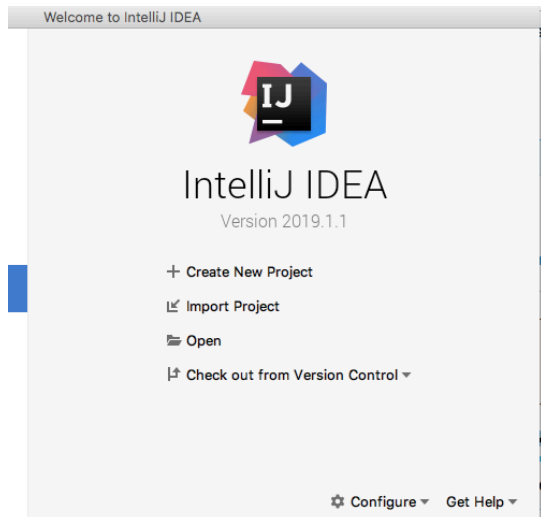 Welcome to IntelliJ IDEA
IJ
IntelliJ IDEA
Version 2019.1.1
Create New Project
Import Project
Open
Check out from Version Control
Configure Get Help